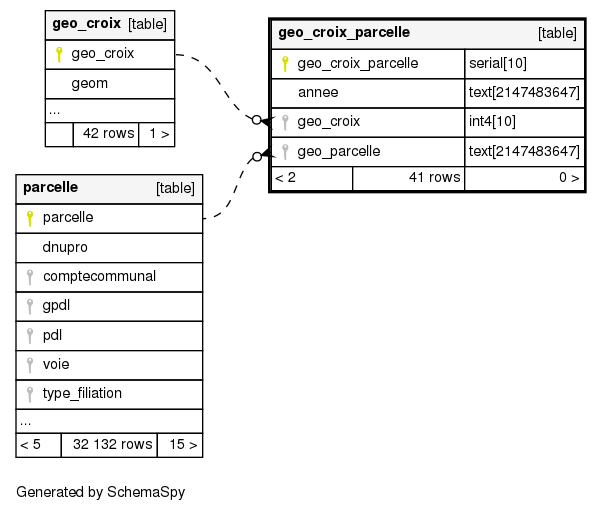 geo_croix [table]
geo_croix
geom
...
42 rows 1 >
geo_croix_parcelle [table]
geo_croix_parcelle serial[10]
annee text[2147483647]
geo_croix int4[10]
geo_parcelle text[2147483647]
< 2 41 rows 0 >
parcelle [table]
parcelle
dnupro
comptecommunal
gpdl
pdl
voie
type_filiation
...
< 5 32 132 rows 15 >
Generated by SchemaSpy